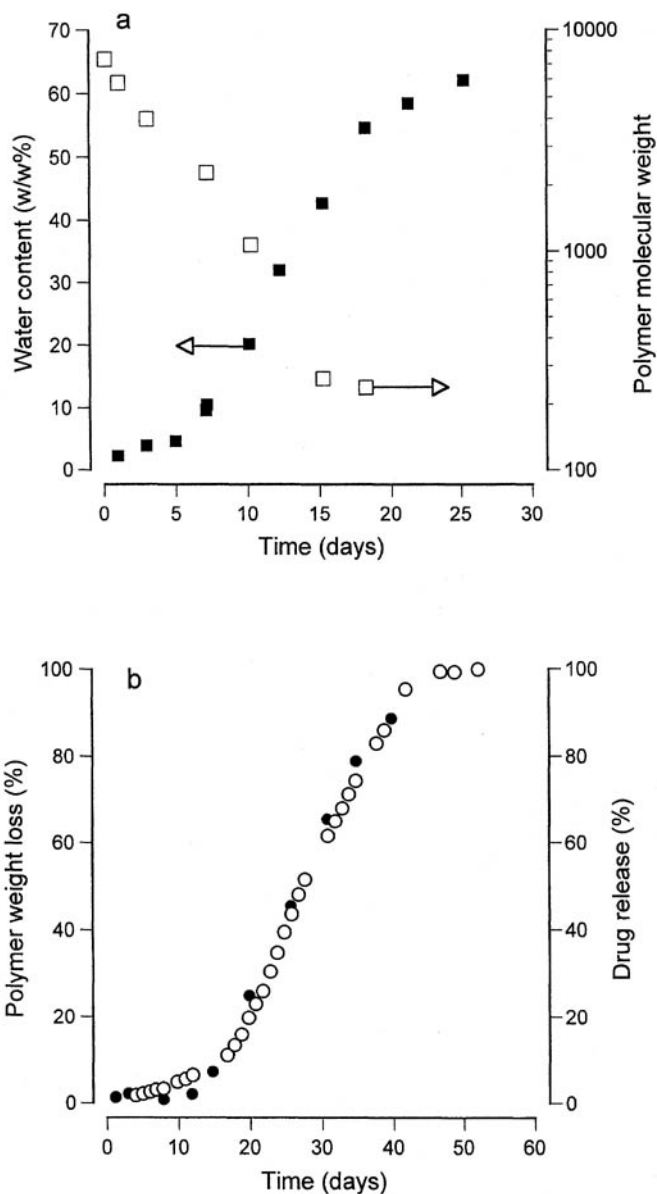 a
70
60
50
40
30
20
10
0
Water content (w/w%)
10000
1000
100
Polymer molecular weight
0 5 10 15 20 25 30
Time (days)
b
100
80
60
40
20
0
Polymer weight loss (%)
100
80
60
40
20
0
Drug release (%)
0 10 20 30 40 50 60
Time (days)